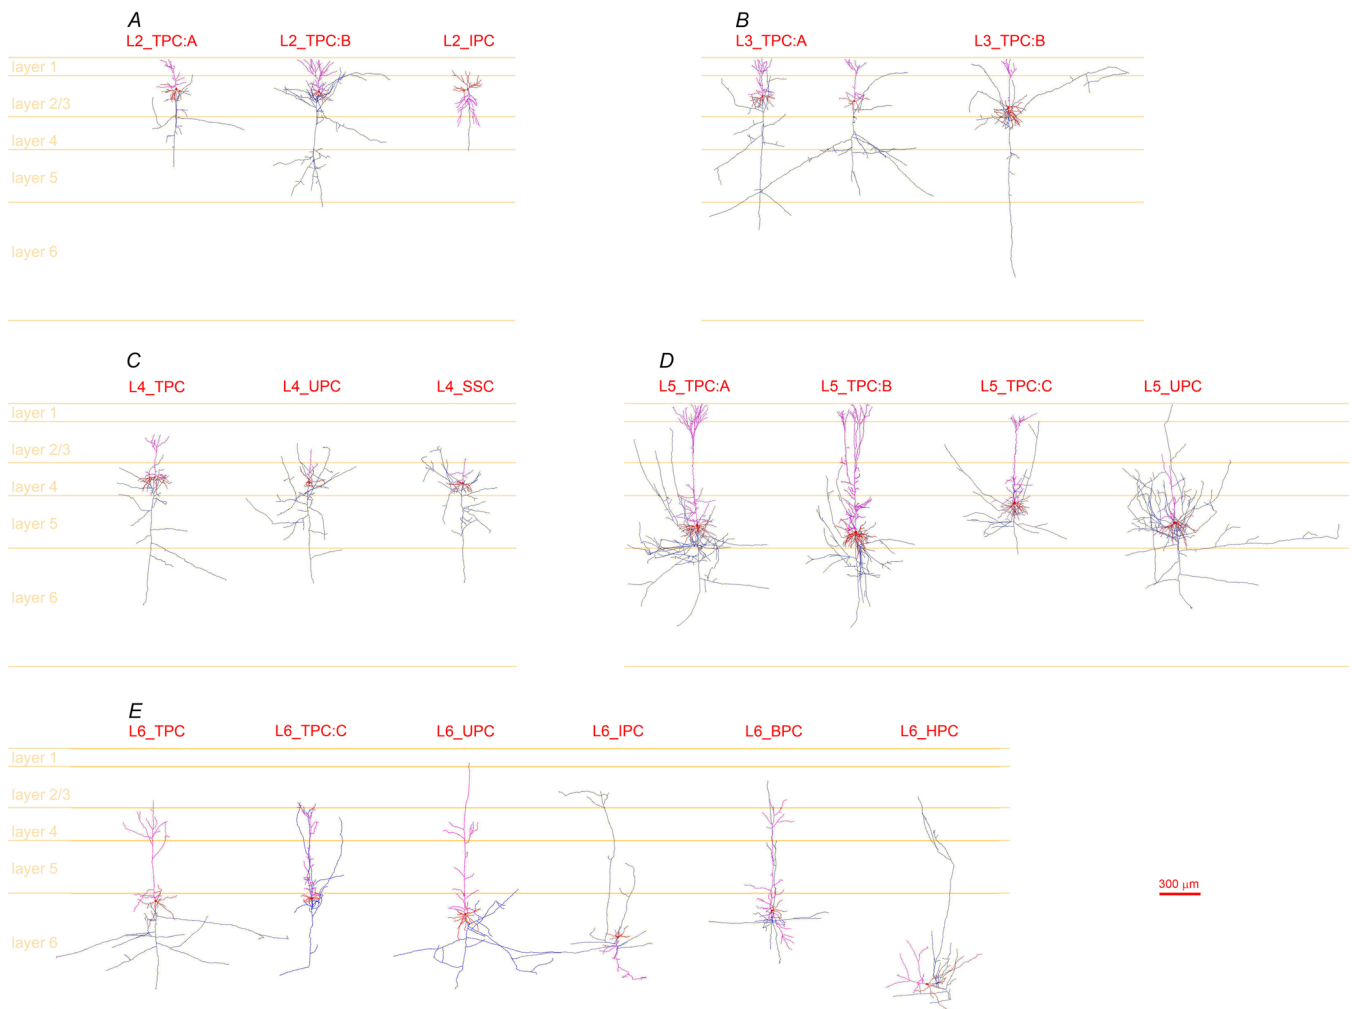 A
B
L2_TPC:A
L2_TPC:B
L2_IPC
L3_TPC:A
L3_TPC:B
layer 1
layer 2/3
layer 4
layer 5
layer 6
C
D
L4_TPC
L4_UPC
L4_SSC
L5_TPC:A
L5_TPC:B
L5_TPC:C
L5_UPC
layer 1
layer 2/3
layer 4
layer 5
layer 6
E
L6_TPC
L6_TPC:C
L6_UPC
L6_IPC
L6_BPC
L6_HPC
layer 1
layer 2/3
layer 4
layer 5
layer 6
300 µm